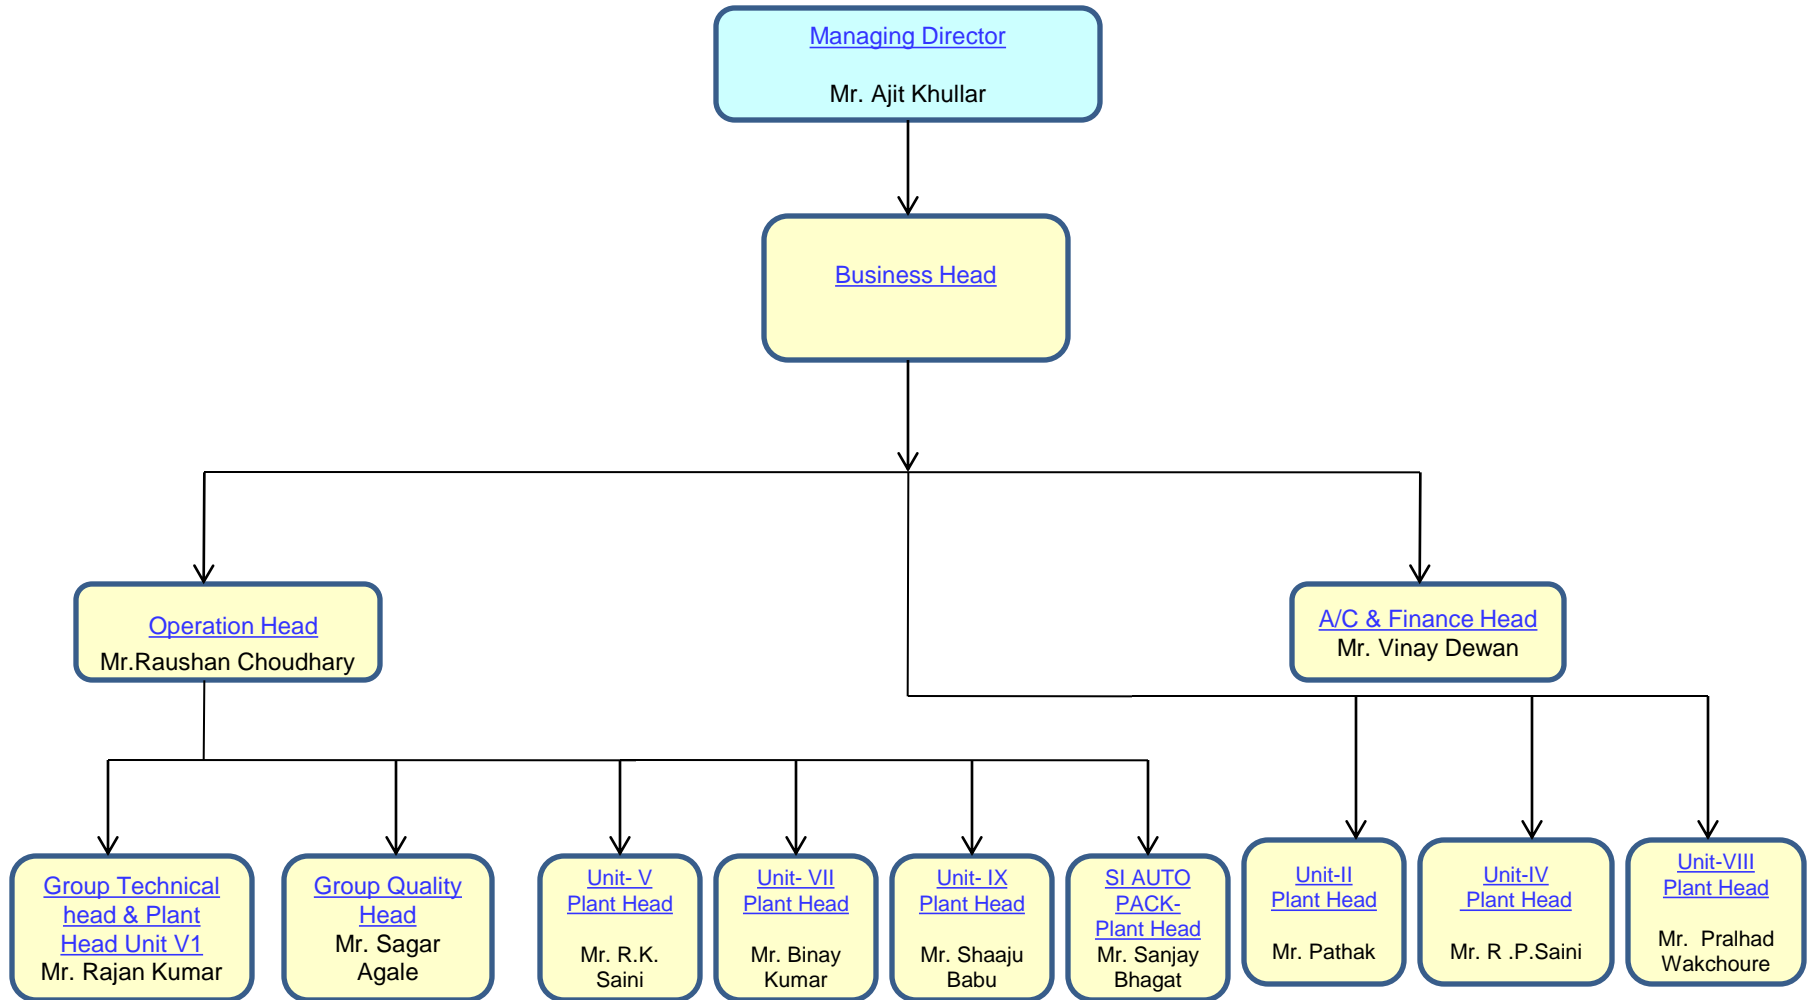 Managing Director
Mr. Ajit Khullar
Business Head
Operation Head
Mr.Raushan Choudhary
A/C & Finance Head
Mr. Vinay Dewan
Group Technical
head & Plant
Head Unit V1
Mr. Rajan Kumar
Group Quality
Head
Mr. Sagar
Agale
Unit- V
Plant Head
Mr. R.K.
Saini
Unit- VII
Plant Head
Mr. Binay
Kumar
Unit- IX
Plant Head
Mr. Shaaju
Babu
SI AUTO
PACK-
Plant Head
Mr. Sanjay
Bhagat
Unit-II
Plant Head
Mr. Pathak
Unit-IV
Plant Head
Mr. R .P.Saini
Unit-VIII
Plant Head
Mr.  Pralhad
Wakchoure